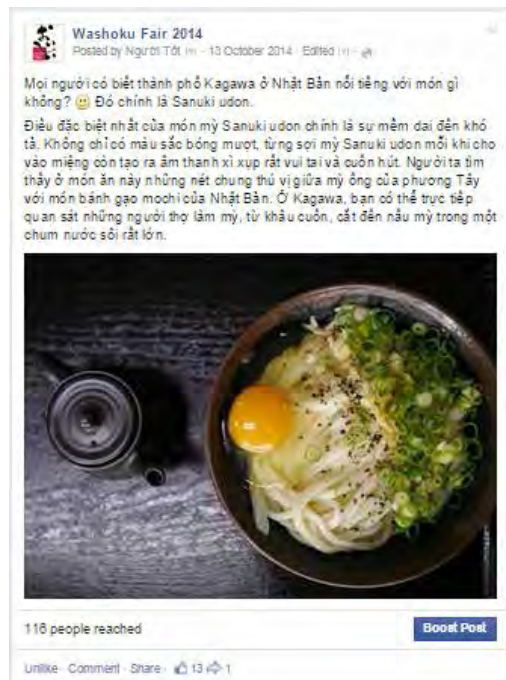 Washoku Fair 2014
Posted by Người Tốt [?] · 13 October 2014 · Edited [?] ·
Mọi người có biết thành phố Kagawa ở Nhật Bản nổi tiếng với món gì
không? Đó chính là Sanuki udon.
Điều đặc biệt nhất của món mỳ Sanuki udon chính là sự mềm dai đến khó
tả. Không chỉ có màu sắc bóng mượt, từng sợi mỳ Sanuki udon mỗi khi cho
vào miệng còn tạo ra âm thanh xì xụp rất vui tai và cuốn hút. Người ta tìm
thấy ở món ăn này những nét chung thú vị giữa mỳ ống của phương Tây
với món bánh gạo mochi của Nhật Bản. Ở Kagawa, bạn có thể trực tiếp
quan sát những người thợ làm mỳ, từ khâu cuốn, cắt đến nấu mỳ trong một
chum nước sôi rất lớn.
116 people reached
Boost Post
Unlike · Comment · Share · 13 1